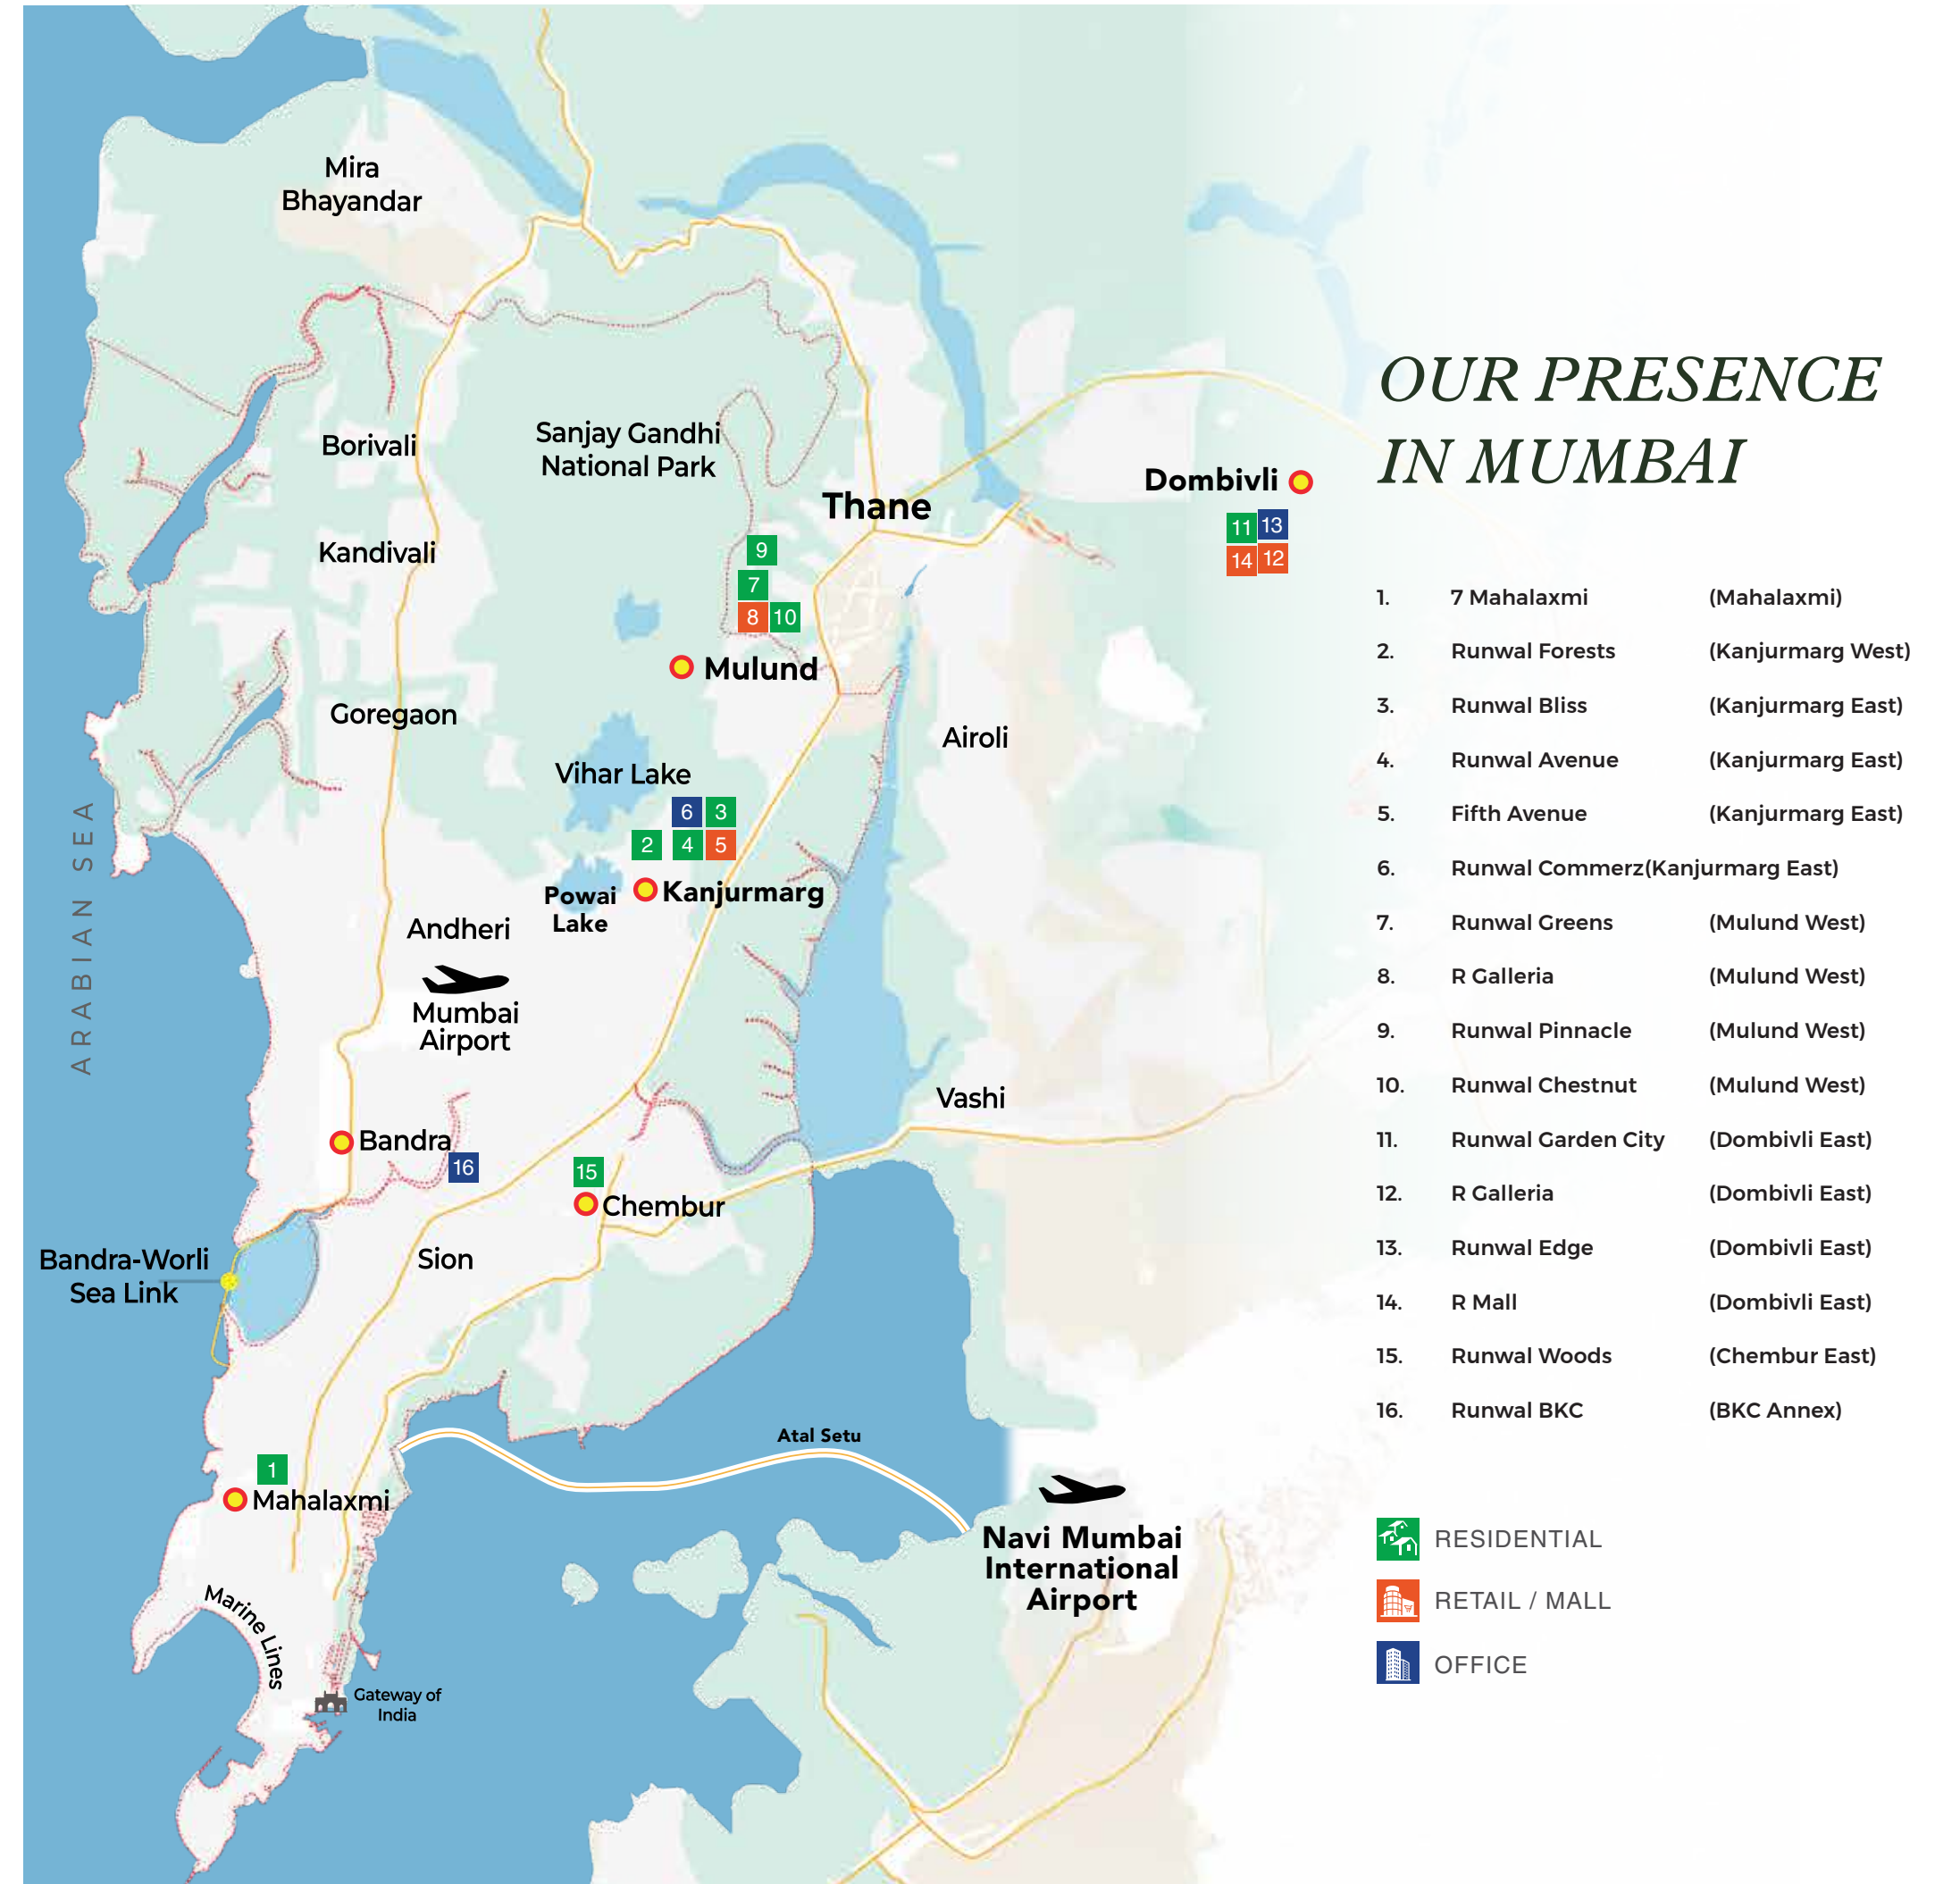 Mira
Bhayandar
Borivali
Sanjay Gandhi
National Park
Thane
Dombivli
11 13
14 12
Kandivali
9
7
8 10
Mulund
Goregaon
Airoli
Vihar Lake
6 3
2 4 5
Powai
Lake
Kanjurmarg
ARABIAN SEA
Andheri
Mumbai
Airport
Vashi
Bandra
16
15
Chembur
Bandra-Worli
Sea Link
Sion
Atal Setu
1
Mahalaxmi
Navi Mumbai
International
Airport
Marine Lines
Gateway of
India
OUR PRESENCE
IN MUMBAI
1. 7 Mahalaxmi (Mahalaxmi)
2. Runwal Forests (Kanjurmarg West)
3. Runwal Bliss (Kanjurmarg East)
4. Runwal Avenue (Kanjurmarg East)
5. Fifth Avenue (Kanjurmarg East)
6. Runwal Commerz(Kanjurmarg East)
7. Runwal Greens (Mulund West)
8. R Galleria (Mulund West)
9. Runwal Pinnacle (Mulund West)
10. Runwal Chestnut (Mulund West)
11. Runwal Garden City (Dombivli East)
12. R Galleria (Dombivli East)
13. Runwal Edge (Dombivli East)
14. R Mall (Dombivli East)
15. Runwal Woods (Chembur East)
16. Runwal BKC (BKC Annex)
RESIDENTIAL
RETAIL / MALL
OFFICE